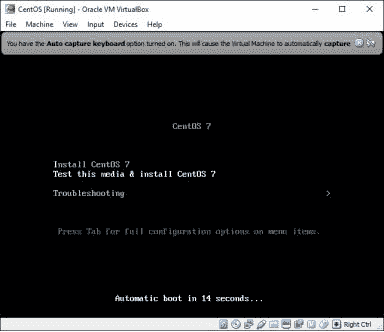 CentOS [Running] - Oracle VM VirtualBox
File Machine View Input Devices Help
You have the Auto capture keyboard option turned on. This will cause the Virtual Machine to automatically capture
CentOS 7
Install CentOS 7
Test this media & install CentOS 7
Troubleshooting >
Press Tab for full configuration options on menu items.
Automatic boot in 14 seconds...
Right Ctrl